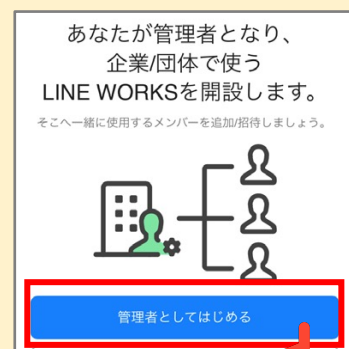 あなたが管理者となり、
企業/団体で使う
LINE WORKSを開設します。
そこへ一緒に使用するメンバーを追加/招待しましょう。
管理者としてはじめる